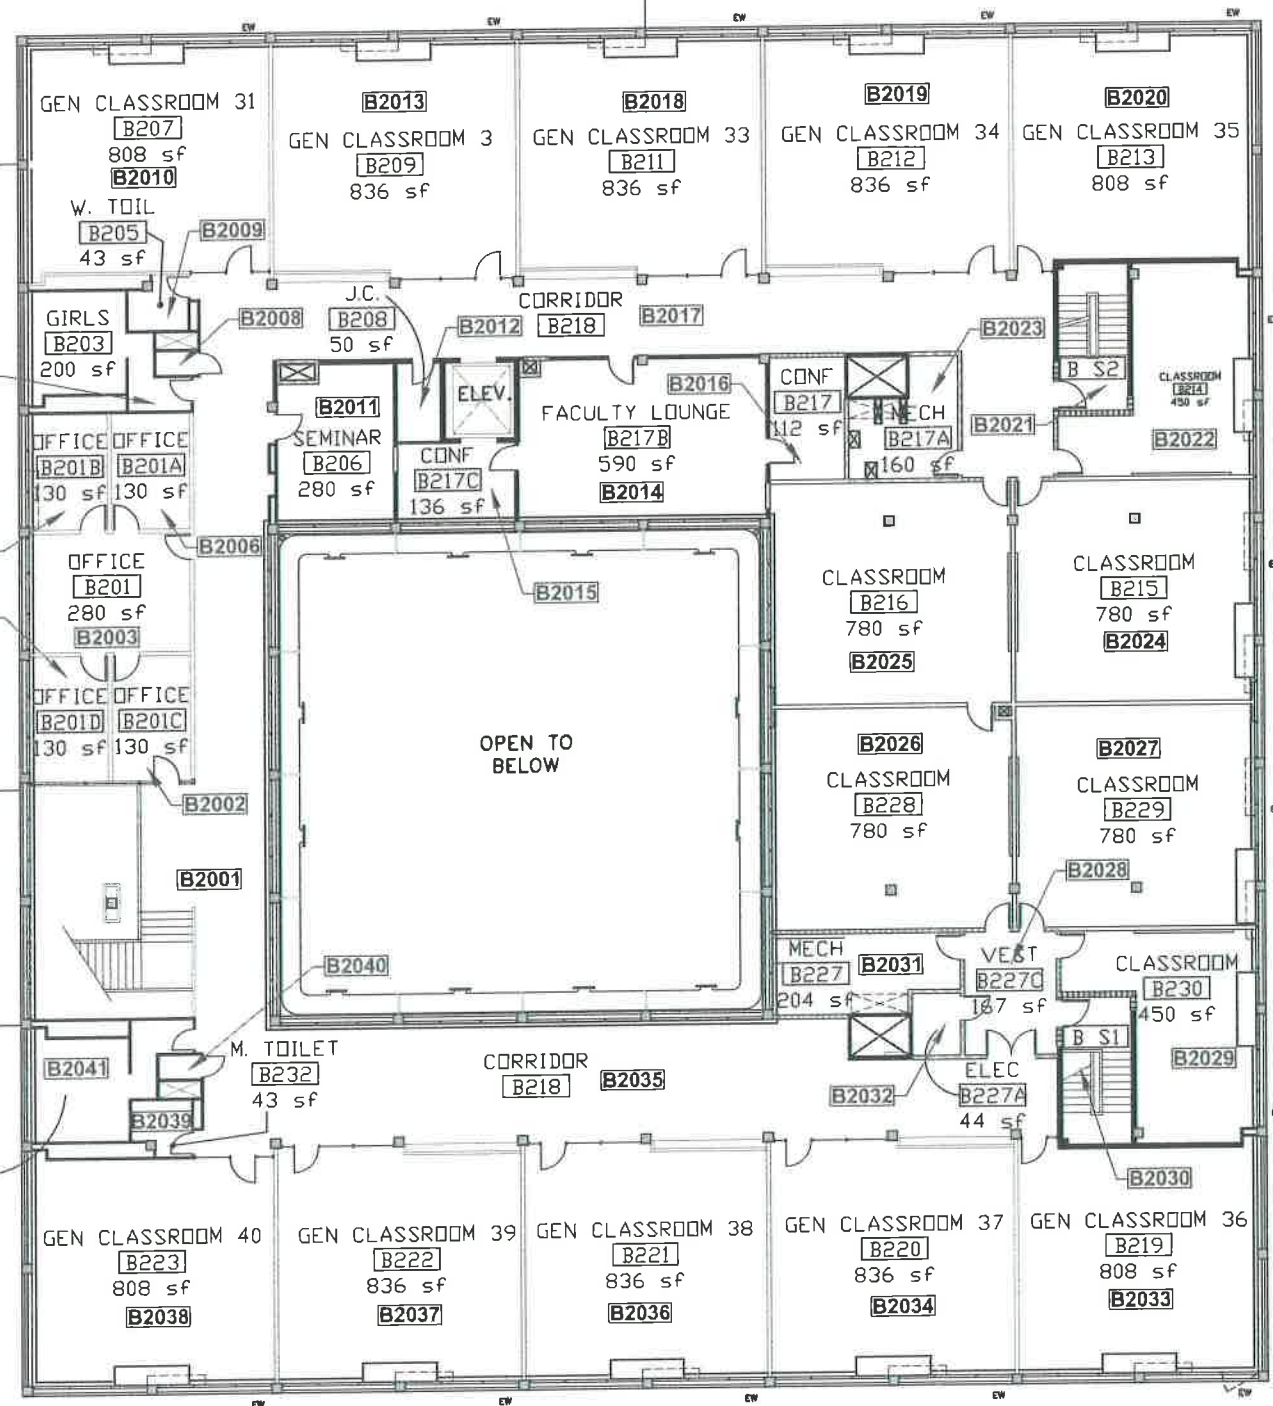 EW
EW
EW
EW
EW
GEN CLASSROOM 31
B207
808 sf
B2010
B2013
GEN CLASSROOM 3
B209
836 sf
B2018
GEN CLASSROOM 33
B211
836 sf
B2019
GEN CLASSROOM 34
B212
836 sf
B2020
GEN CLASSROOM 35
B213
808 sf
W. TOIL
B205
43 sf
B2009
GIRLS
B203
200 sf
B2008
J.C.
B208
50 sf
B2012
CORRIDOR
B218
B2017
B2023
B S2
CLASSROOM
B214
450 sf
B2022
B2021
B2011
SEMINAR
B206
280 sf
ELEV.
CONF
B217C
136 sf
FACULTY LOUNGE
B217B
590 sf
B2014
B2016
CONF
B217
112 sf
MECH
B217A
160 sf
OFFICE
B201B
130 sf
OFFICE
B201A
130 sf
B2006
OFFICE
B201
280 sf
B2003
OFFICE
B201D
130 sf
OFFICE
B201C
130 sf
B2002
B2015
CLASSROOM
B216
780 sf
B2025
CLASSROOM
B215
780 sf
B2024
OPEN TO
BELOW
B2026
CLASSROOM
B228
780 sf
B2027
CLASSROOM
B229
780 sf
B2001
B2028
B2040
MECH
B227
204 sf
B2031
VEST
B227C
167 sf
CLASSROOM
B230
450 sf
B S1
B2029
B2041
M. TOILET
B232
43 sf
B2039
CORRIDOR
B218
B2035
B2032
ELEC
B227A
44 sf
B2030
GEN CLASSROOM 40
B223
808 sf
B2038
GEN CLASSROOM 39
B222
836 sf
B2037
GEN CLASSROOM 38
B221
836 sf
B2036
GEN CLASSROOM 37
B220
836 sf
B2034
GEN CLASSROOM 36
B219
808 sf
B2033
EW
EW
EW
EW
EW